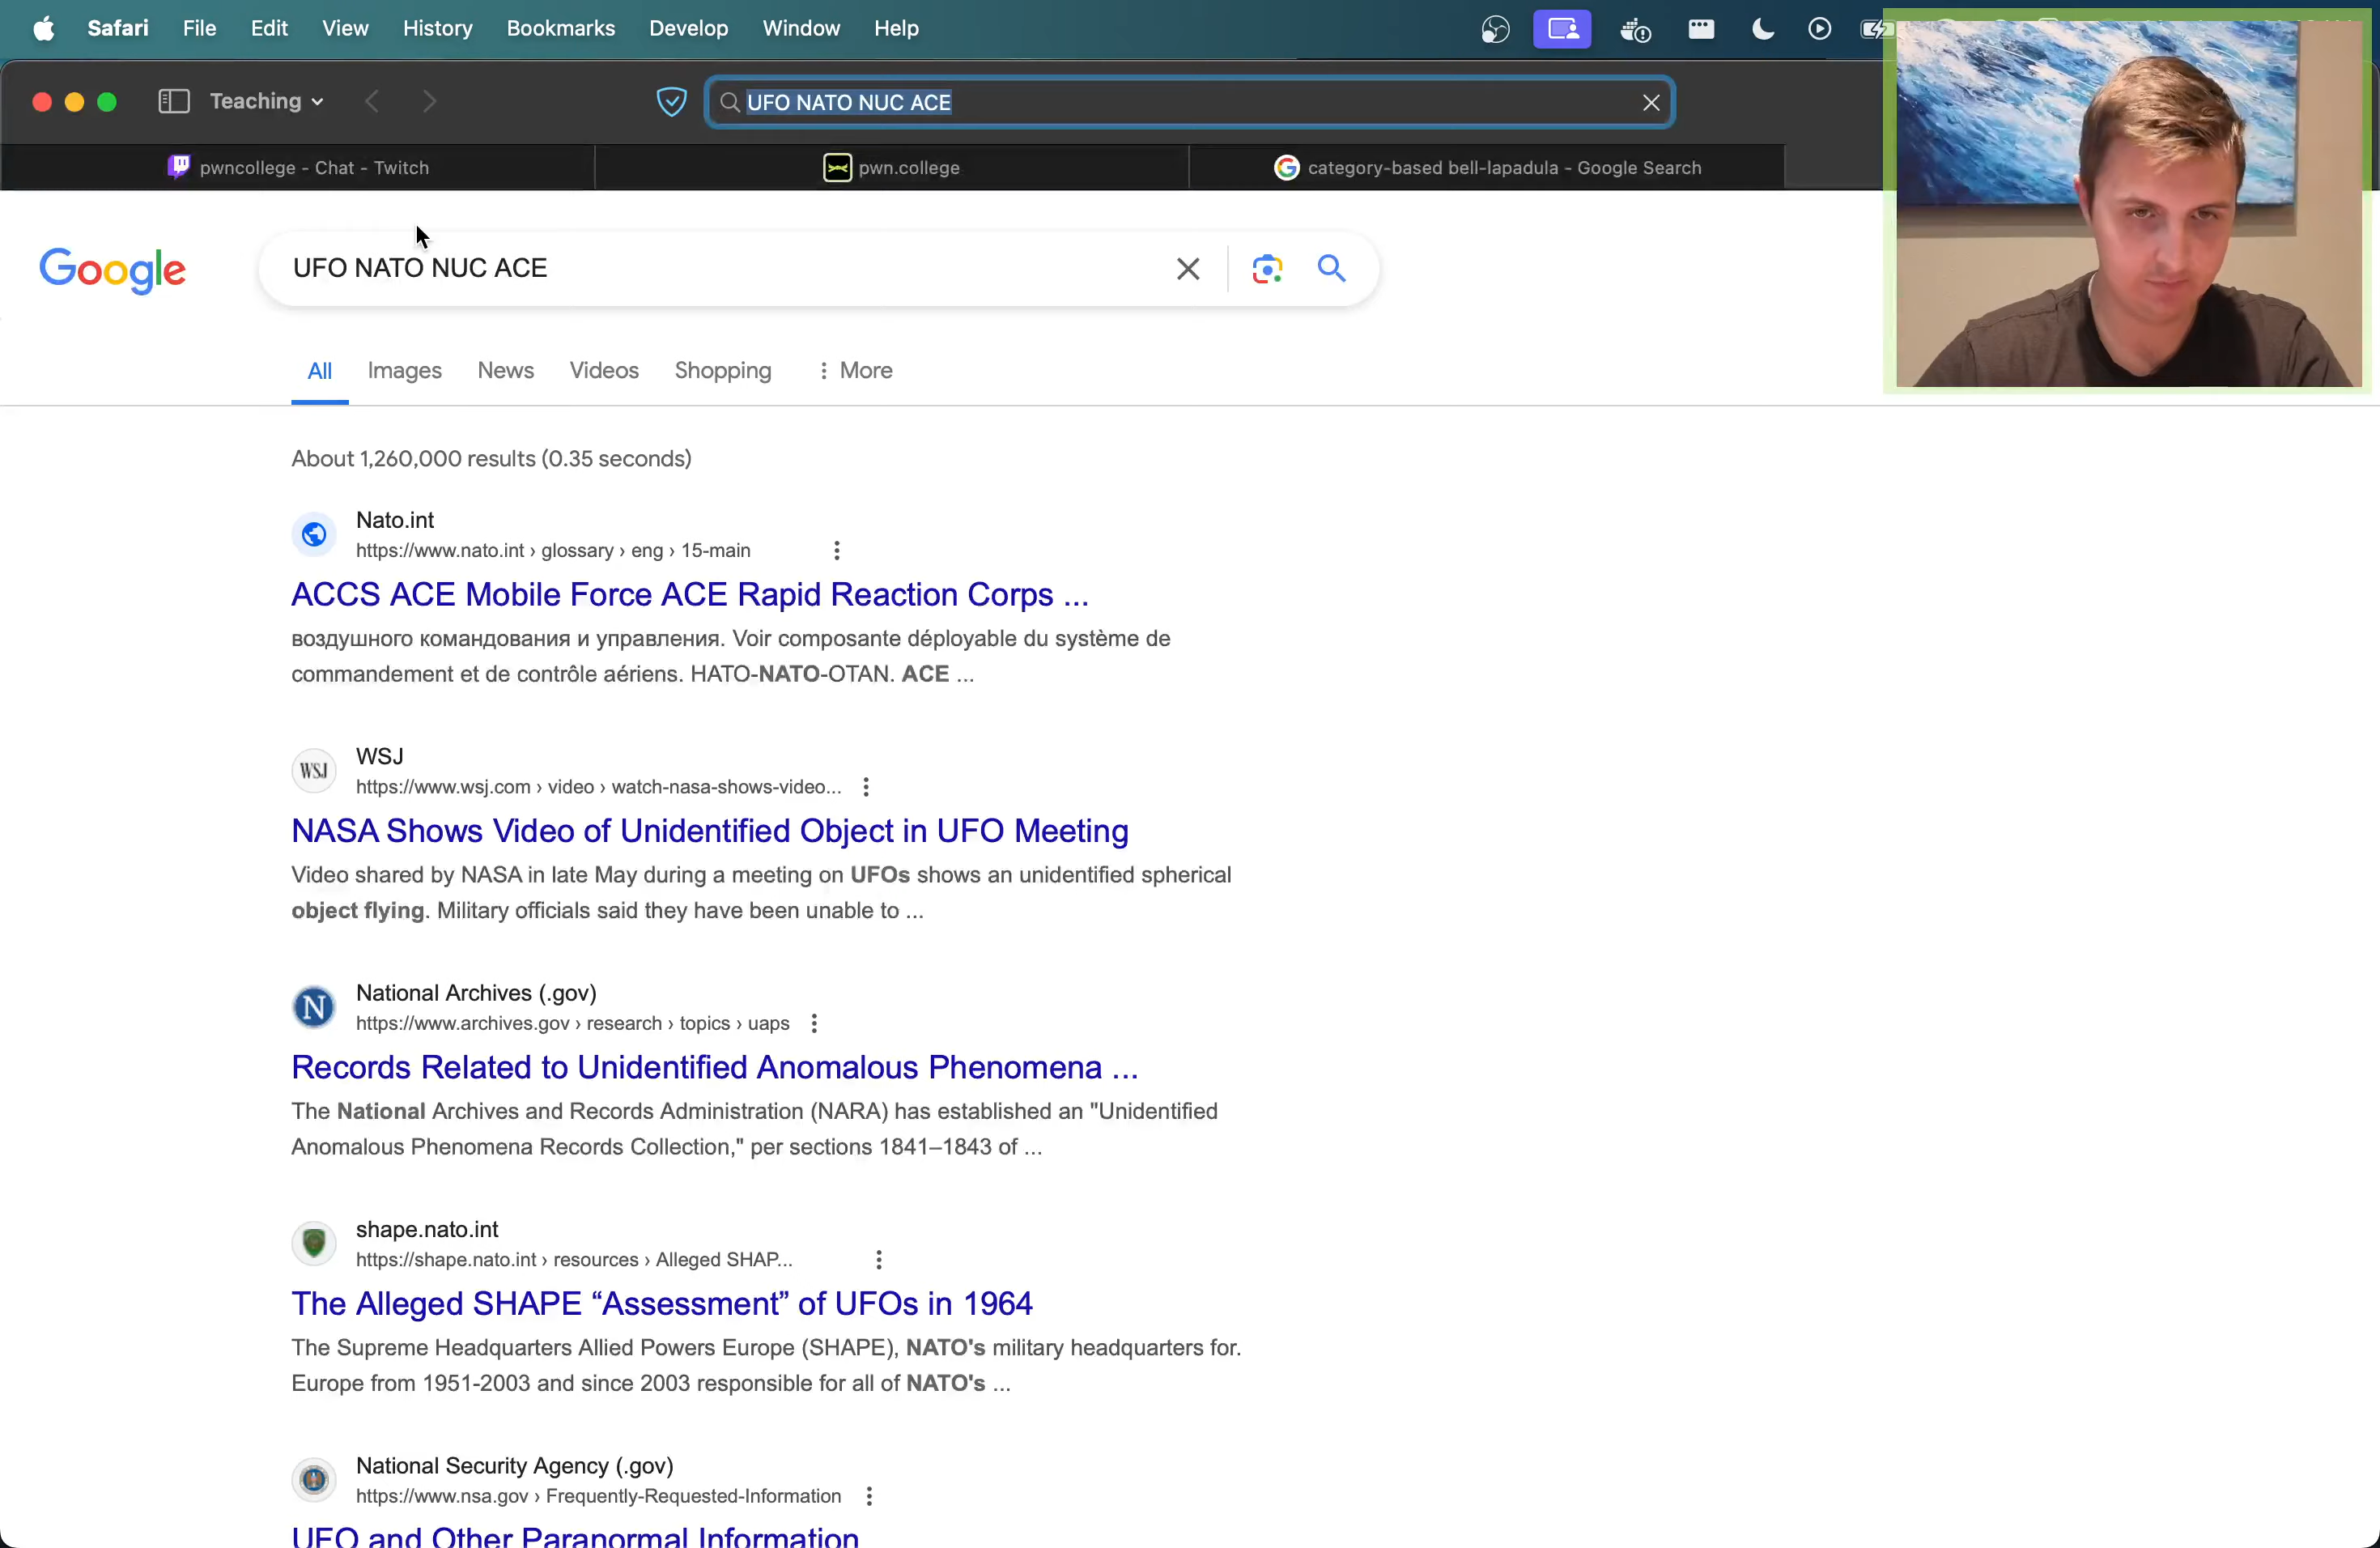 Safari File Edit View History Bookmarks Develop Window Help
Teaching
UFO NATO NUC ACE
pwncollege - Chat - Twitch
pwn.college
category-based bell-lapadula - Google Search
Google
UFO NATO NUC ACE
All Images News Videos Shopping More
About 1,260,000 results (0.35 seconds)
Nato.int
https://www.nato.int › glossary › eng › 15-main
ACCS ACE Mobile Force ACE Rapid Reaction Corps ...
воздушного командования и управления. Voir composante déployable du système de
commandement et de contrôle aériens. НАТО-NATO-OTAN. ACE ...
WSJ
WSJ
https://www.wsj.com › video › watch-nasa-shows-video...
NASA Shows Video of Unidentified Object in UFO Meeting
Video shared by NASA in late May during a meeting on UFOs shows an unidentified spherical
object flying. Military officials said they have been unable to ...
N
National Archives (.gov)
https://www.archives.gov › research › topics › uaps
Records Related to Unidentified Anomalous Phenomena ...
The National Archives and Records Administration (NARA) has established an "Unidentified
Anomalous Phenomena Records Collection," per sections 1841–1843 of ...
shape.nato.int
https://shape.nato.int › resources › Alleged SHAP...
The Alleged SHAPE “Assessment” of UFOs in 1964
The Supreme Headquarters Allied Powers Europe (SHAPE), NATO's military headquarters for.
Europe from 1951-2003 and since 2003 responsible for all of NATO's ...
National Security Agency (.gov)
https://www.nsa.gov › Frequently-Requested-Information
UFO and Other Paranormal Information